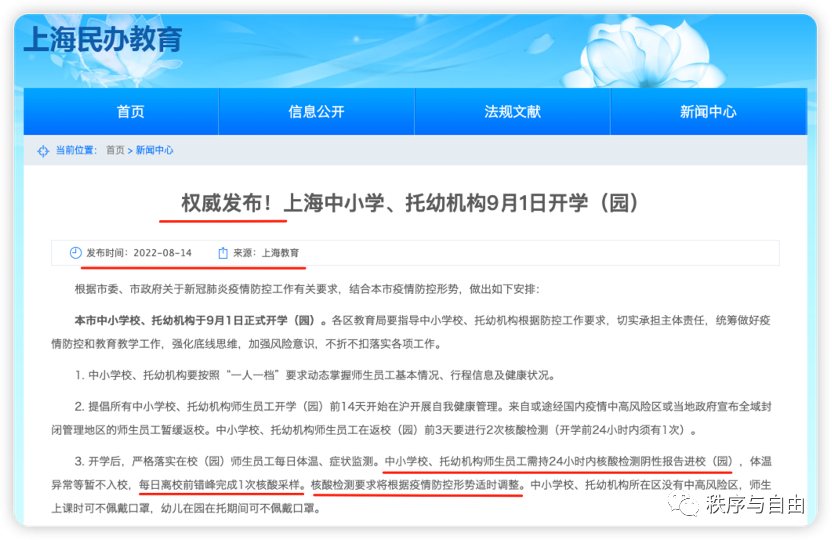 上海民办教育
首页 信息公开 法规文献 新闻中心
当前位置： 首页 > 新闻中心
权威发布！上海中小学、托幼机构9月1日开学（园）
发布时间：2022-08-14 来源：上海教育
根据市委、市政府关于新冠肺炎疫情防控工作有关要求，结合本市疫情防控形势，做出如下安排：
本市中小学校、托幼机构于9月1日正式开学（园）。各区教育局要指导中小学校、托幼机构根据防控工作要求，切实承担主体责任，统筹做好疫
情防控和教育教学工作，强化底线思维，加强风险意识，不折不扣落实各项工作。
1. 中小学校、托幼机构要按照“一人一档”要求动态掌握师生员工基本情况、行程信息及健康状况。
2. 提倡所有中小学校、托幼机构师生员工开学（园）前14天开始在沪开展自我健康管理。来自或途经国内疫情中高风险区或当地政府宣布全域封
闭管理地区的师生员工暂缓返校。中小学校、托幼机构师生员工在返校（园）前3天要进行2次核酸检测（开学前24小时内须有1次）。
3. 开学后，严格落实在校（园）师生员工每日体温、症状监测。中小学校、托幼机构师生员工需持24小时内核酸检测阴性报告进校（园），体温
异常等暂不入校，每日离校前错峰完成1次核酸采样。核酸检测要求将根据疫情防控形势适时调整。中小学校、托幼机构所在区没有中高风险区，师生
上课时可不佩戴口罩，幼儿在园在托期间可不佩戴口罩。
秩序与自由